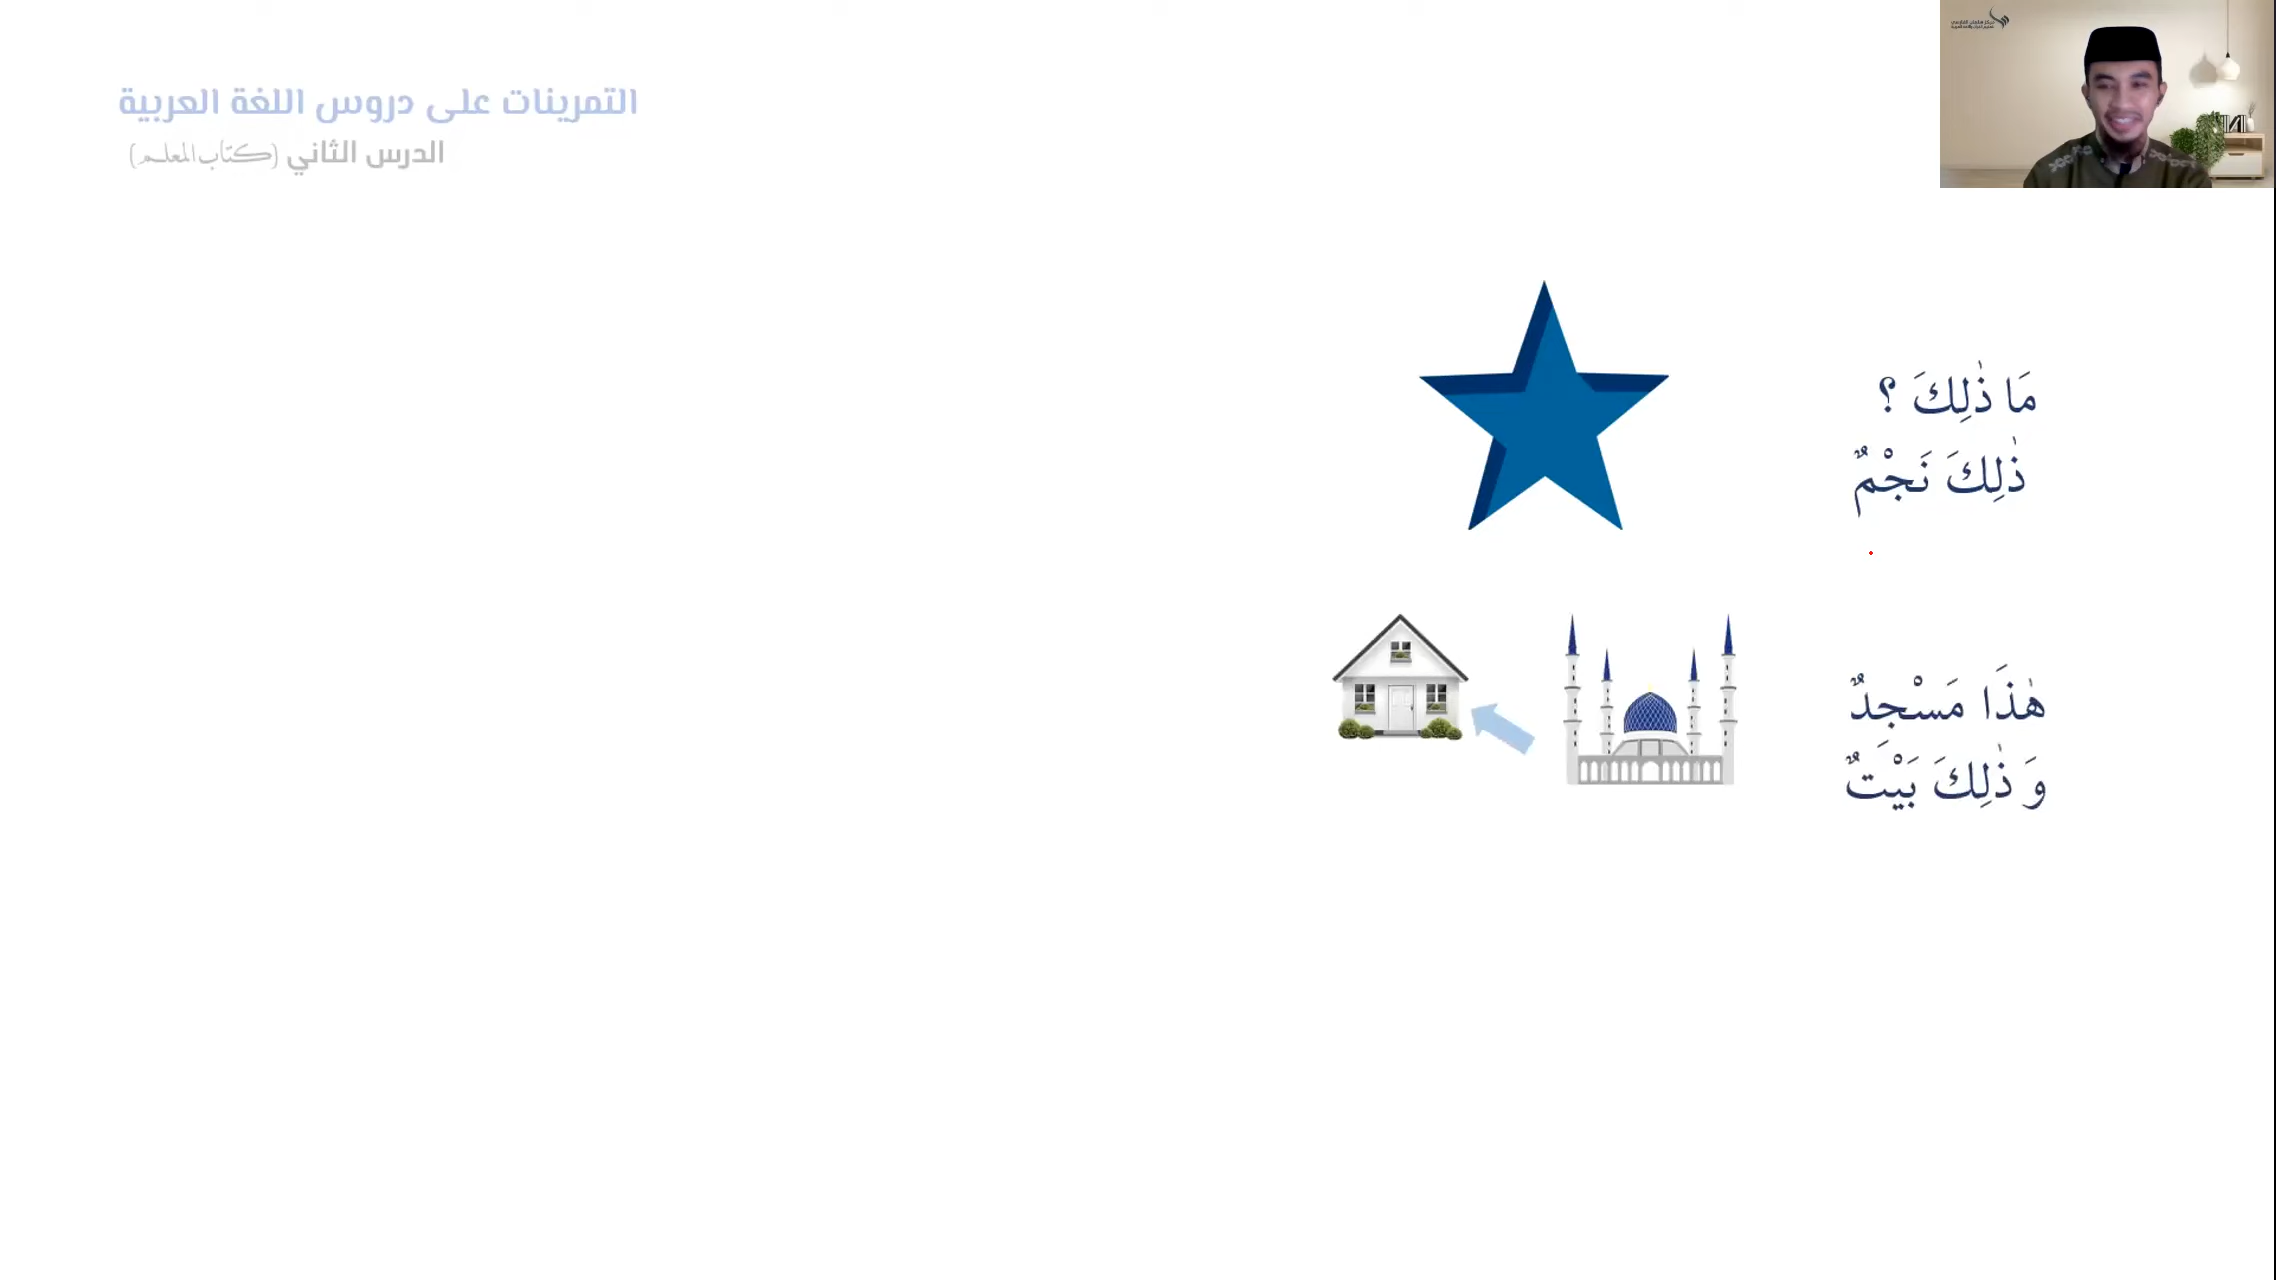 التمرينات على دروس اللغة العربية
الدرس الثاني (كتاب المعلم)
مَا ذٰلِكَ ؟
ذٰلِكَ نَجْمٌ
هٰذَا مَسْجِدٌ
وَ ذٰلِكَ بَيْتٌ